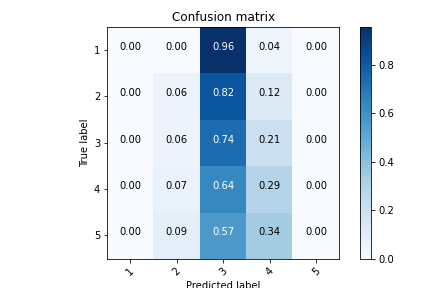 Confusion matrix
1 0.00 0.00 0.96 0.04 0.00
2 0.00 0.06 0.82 0.12 0.00
3 0.00 0.06 0.74 0.21 0.00
4 0.00 0.07 0.64 0.29 0.00
5 0.00 0.09 0.57 0.34 0.00
1 2 3 4 5
True label
Predicted label
0.8
0.6
0.4
0.2
0.0